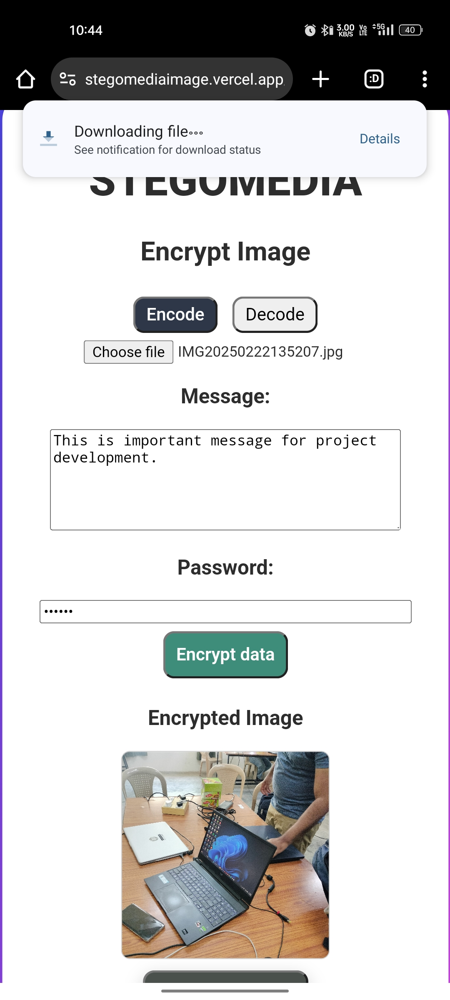 10:44
3.00
KB/S
Vo
LTE
5G
40
stegomediaimage.vercel.app
:D
Downloading file...
See notification for download status
Details
STEGOMEDIA
Encrypt Image
Encode
Decode
Choose file
IMG20250222135207.jpg
Message:
This is important message for project
development.
Password:
••••••
Encrypt data
Encrypted Image
hp